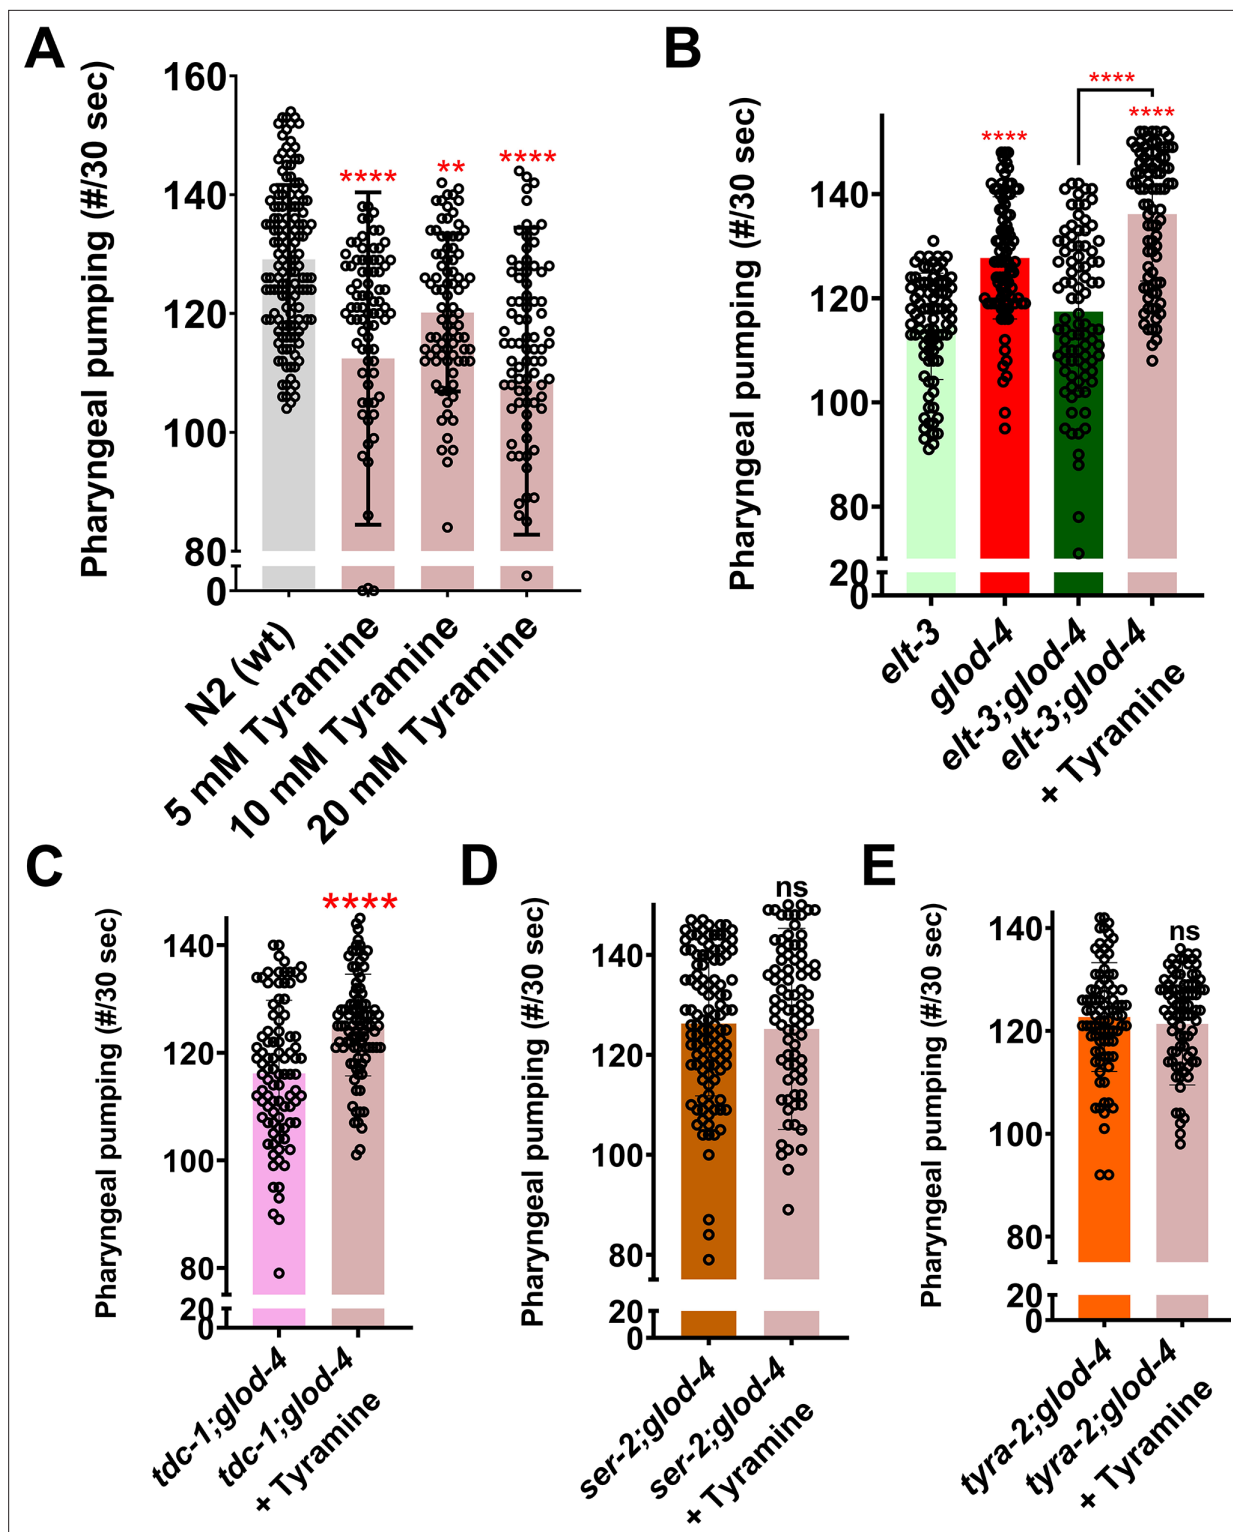 A
Pharyngeal pumping (#/30 sec)
160
140
120
100
80
0
****
**
****
N2 (wt)
5 mM Tyramine
10 mM Tyramine
20 mM Tyramine
B
Pharyngeal pumping (#/30 sec)
140
120
100
80
20
0
****
****
****
elt-3
glod-4
elt-3;glod-4
elt-3;glod-4
+ Tyramine
C
Pharyngeal pumping (#/30 sec)
140
120
100
80
20
0
****
tdc-1;glod-4
tdc-1;glod-4
+ Tyramine
D
Pharyngeal pumping (#/30 sec)
140
120
100
80
20
0
ns
ser-2;glod-4
ser-2;glod-4
+ Tyramine
E
Pharyngeal pumping (#/30 sec)
140
120
100
80
20
0
ns
tyra-2;glod-4
tyra-2;glod-4
+ Tyramine